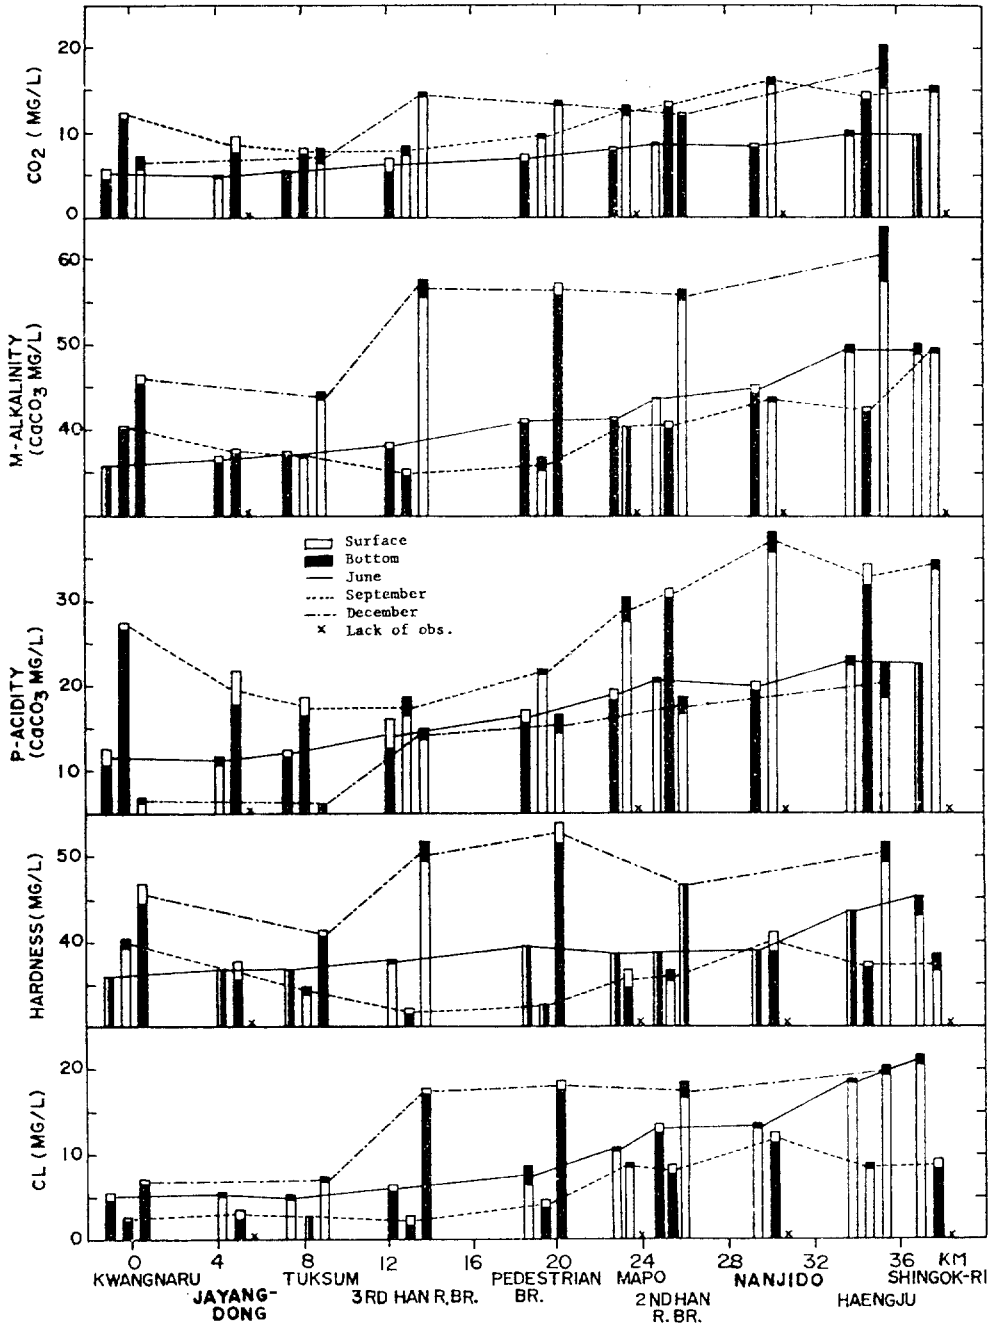 CO2 (MG/L)
20
10
0
x
x
x
x
M-ALKALINITY
(CaCO3 MG/L)
60
50
40
x
x
x
x
P-ACIDITY
(CaCO3 MG/L)
30
20
10
Surface
Bottom
June
September
December
x Lack of obs.
x
x
x
x
HARDNESS (MG/L)
50
40
x
x
x
x
CL (MG/L)
20
10
0
x
x
x
x
0 4 8 12 16 20 24 28 32 36 KM
KWANGNARU TUKSUM PEDESTRIAN BR. MAPO NANJIDO SHINGOK-RI
JAYANG-DONG 3RD HAN R, BR. 2ND HAN R. BR. HAENGJU